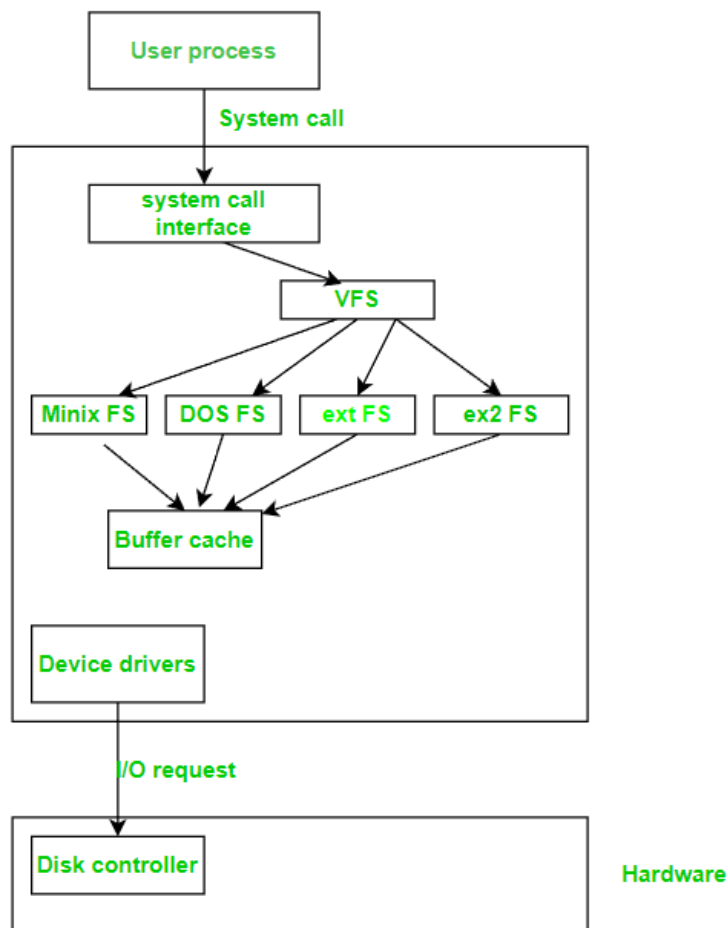 User process
System call
system call
interface
VFS
Minix FS
DOS FS
ext FS
ex2 FS
Buffer cache
Device drivers
I/O request
Disk controller
Hardware